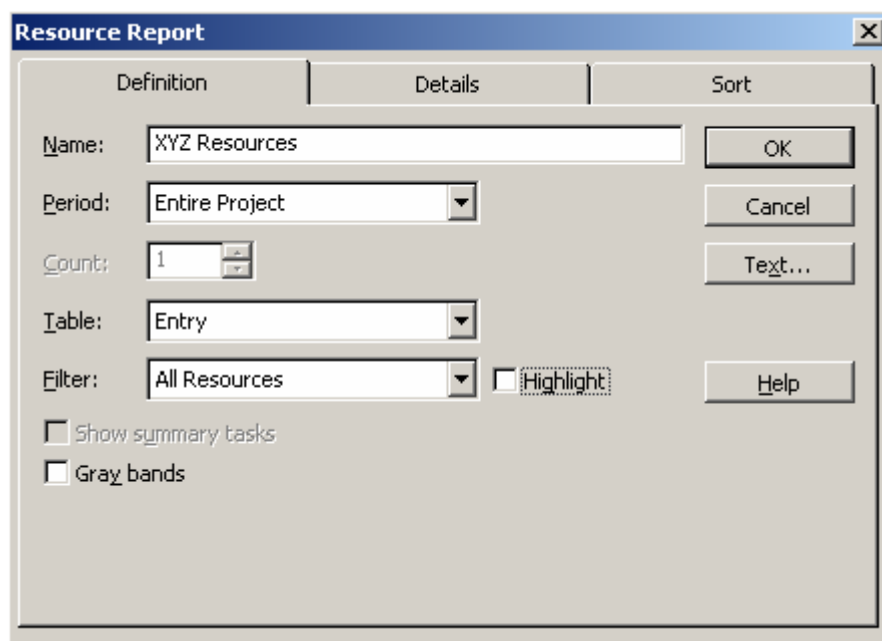 Resource Report
Definition Details Sort
Name: XYZ Resources OK
Period: Entire Project Cancel
Count: 1 Text...
Table: Entry
Filter: All Resources Highlight Help
Show summary tasks
Gray bands